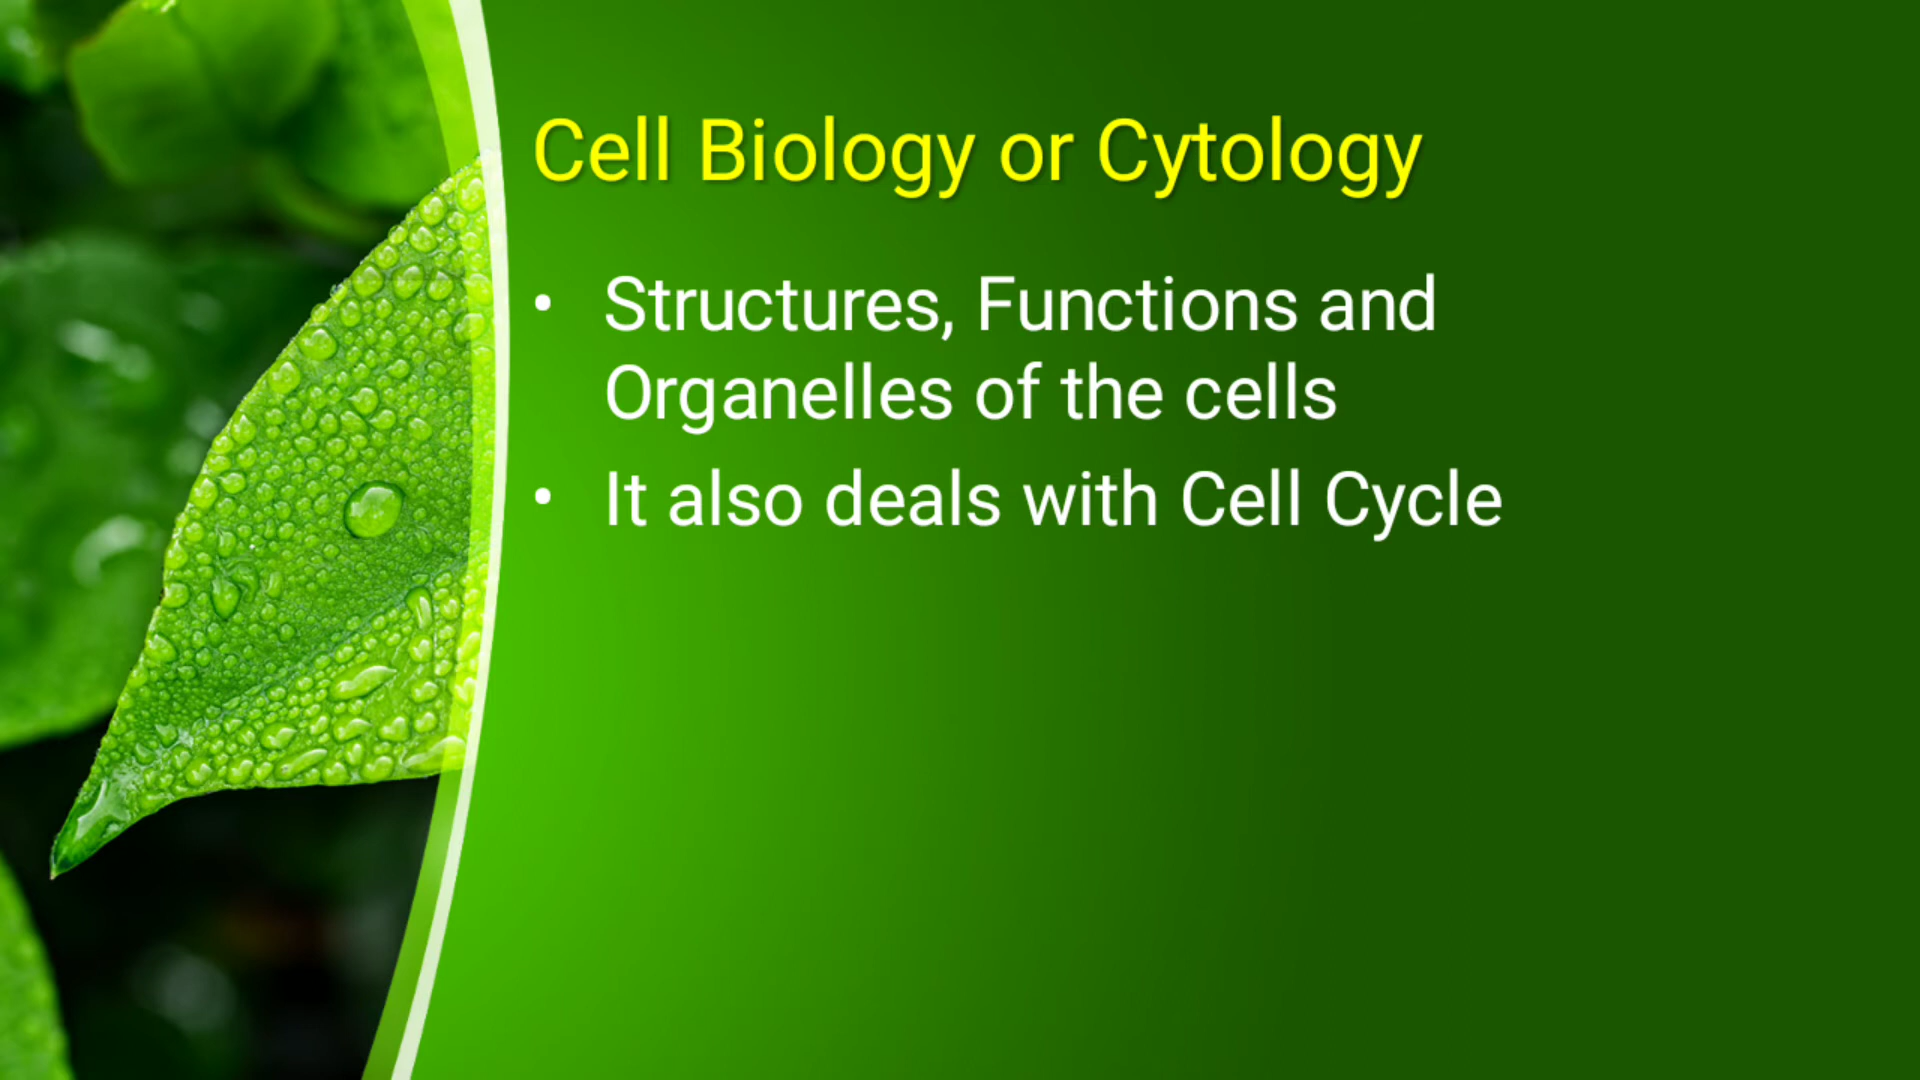 Cell Biology or Cytology
• Structures, Functions and
Organelles of the cells
• It also deals with Cell Cycle